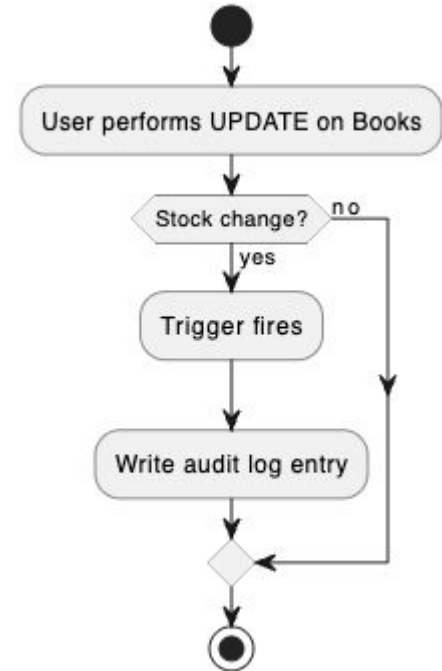 User performs UPDATE on Books
Stock change?
no
yes
Trigger fires
Write audit log entry